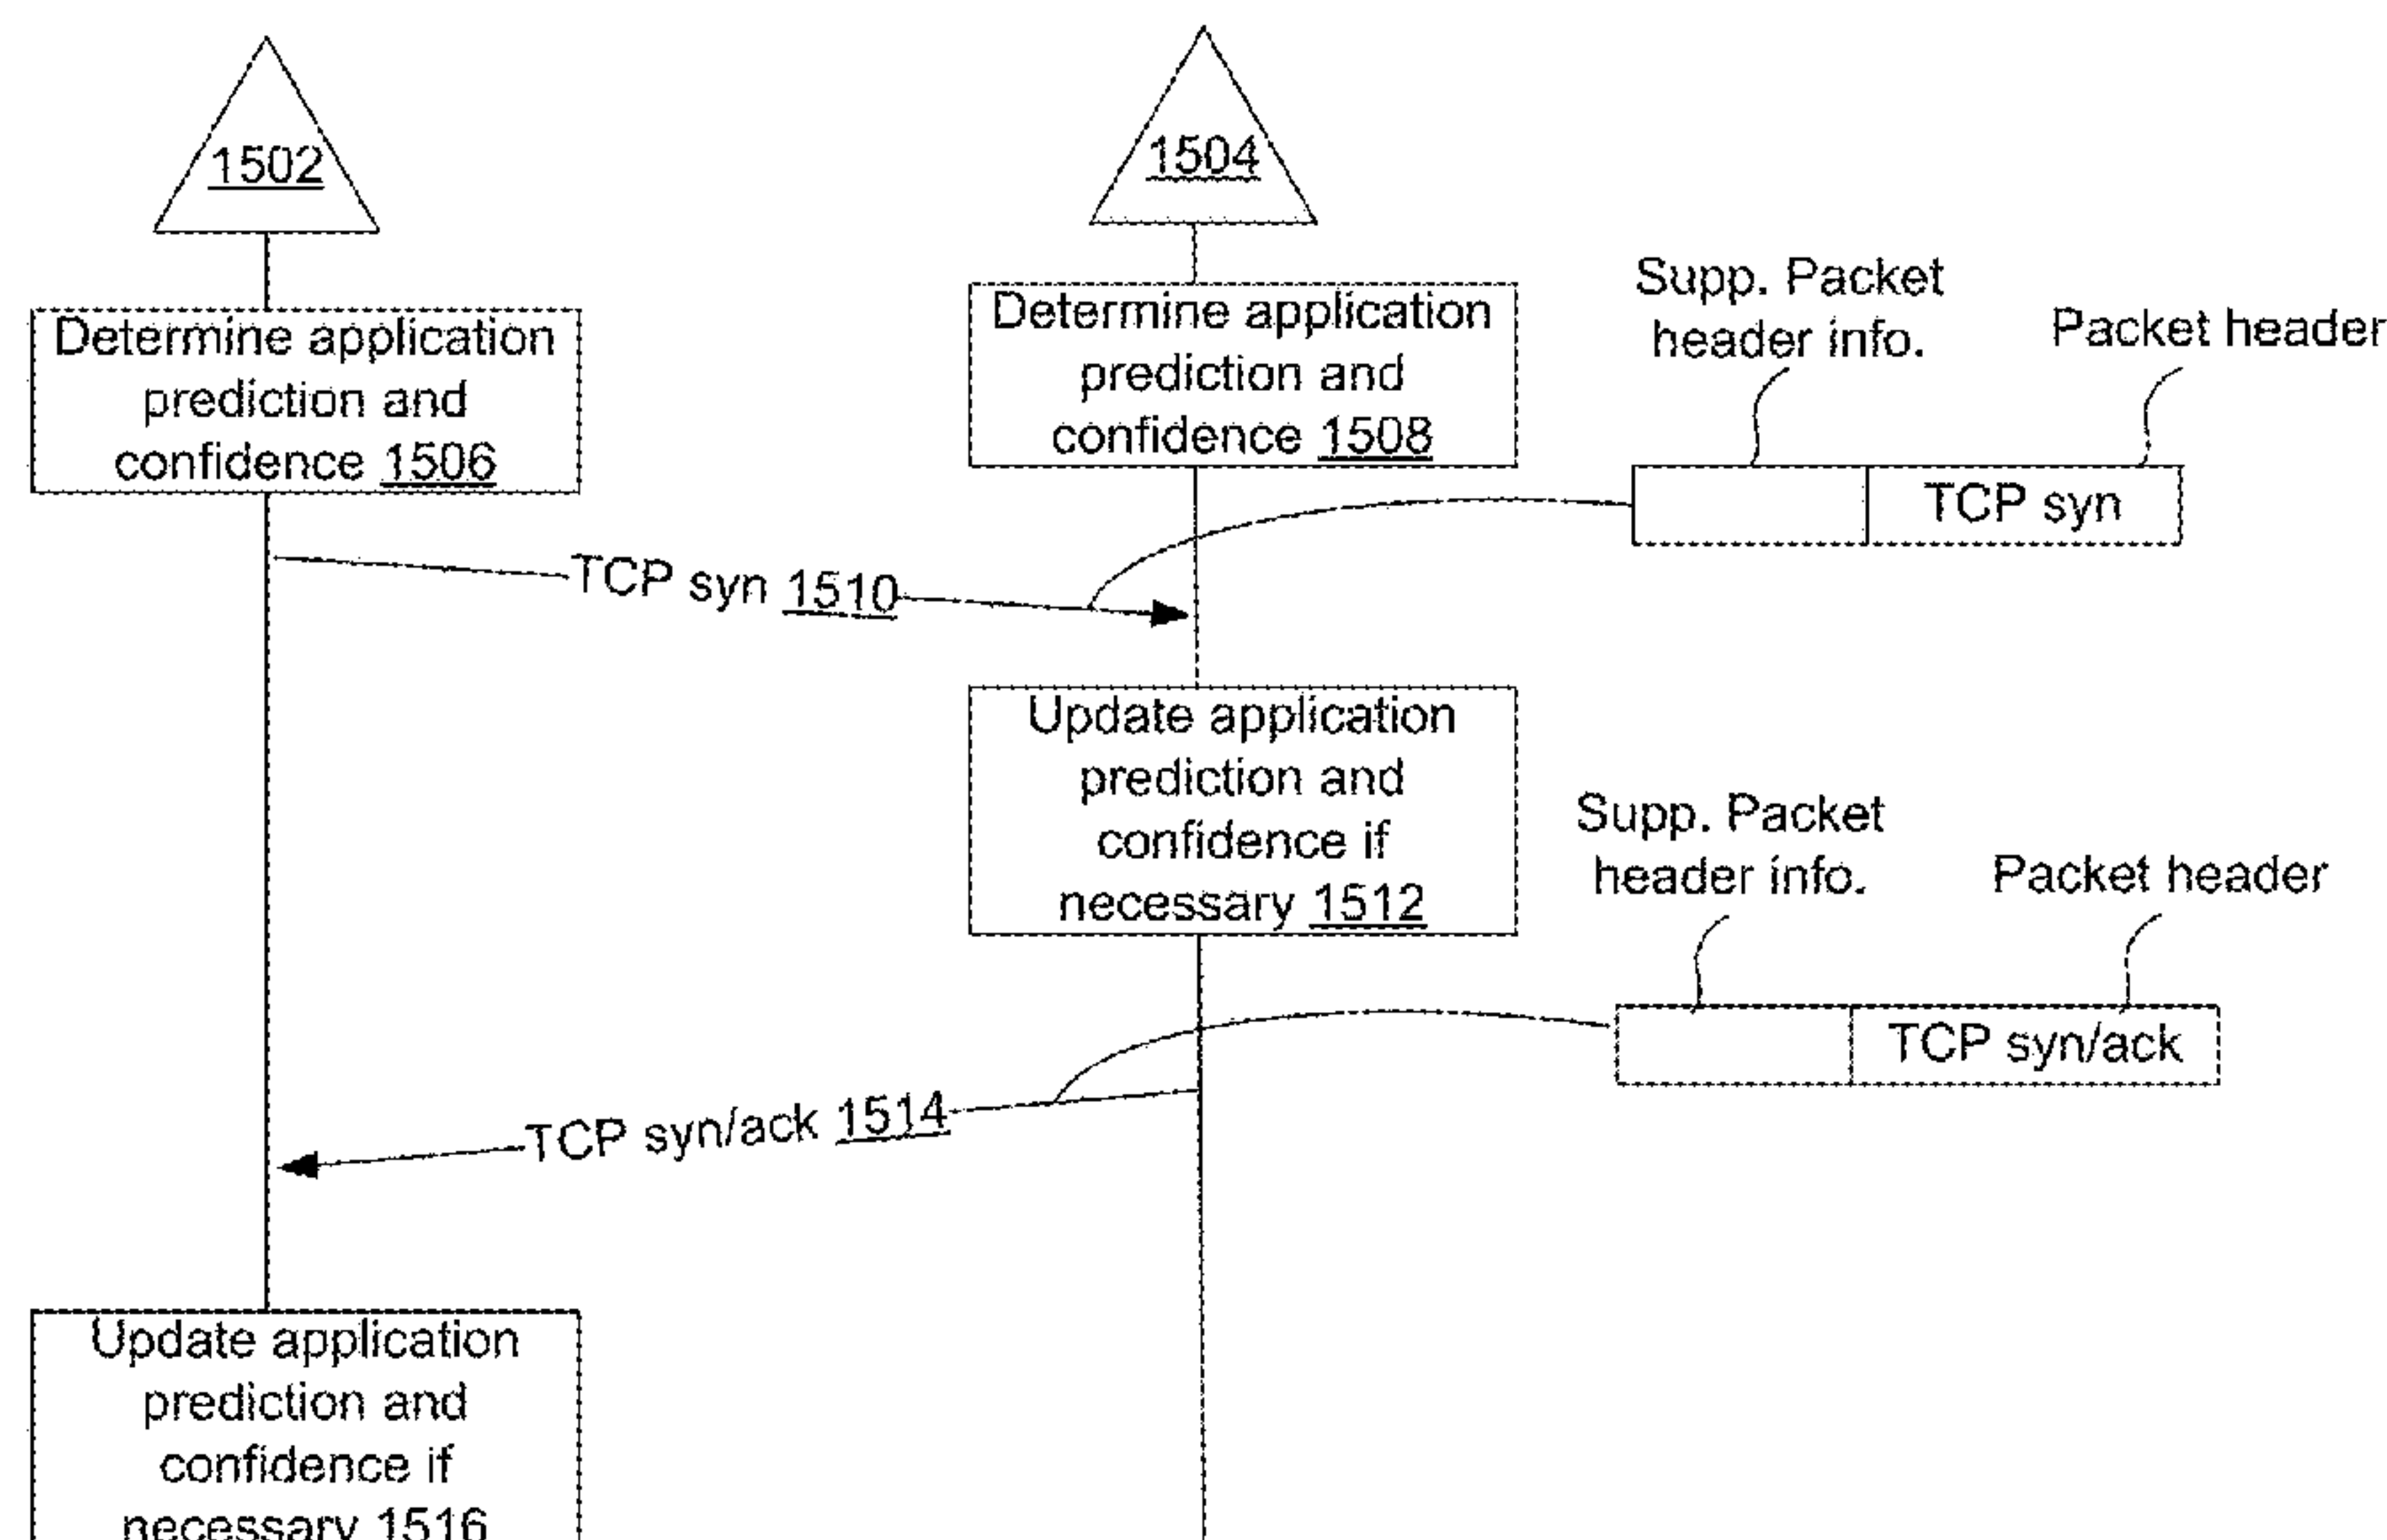 1502
1504
Determine application
prediction and
confidence 1506
Determine application
prediction and
confidence 1508
Supp. Packet
header info.
Packet header
TCP syn
TCP syn 1510
Update application
prediction and
confidence if
necessary 1512
Supp. Packet
header info.
Packet header
TCP syn/ack
TCP syn/ack 1514
Update application
prediction and
confidence if
necessary 1516